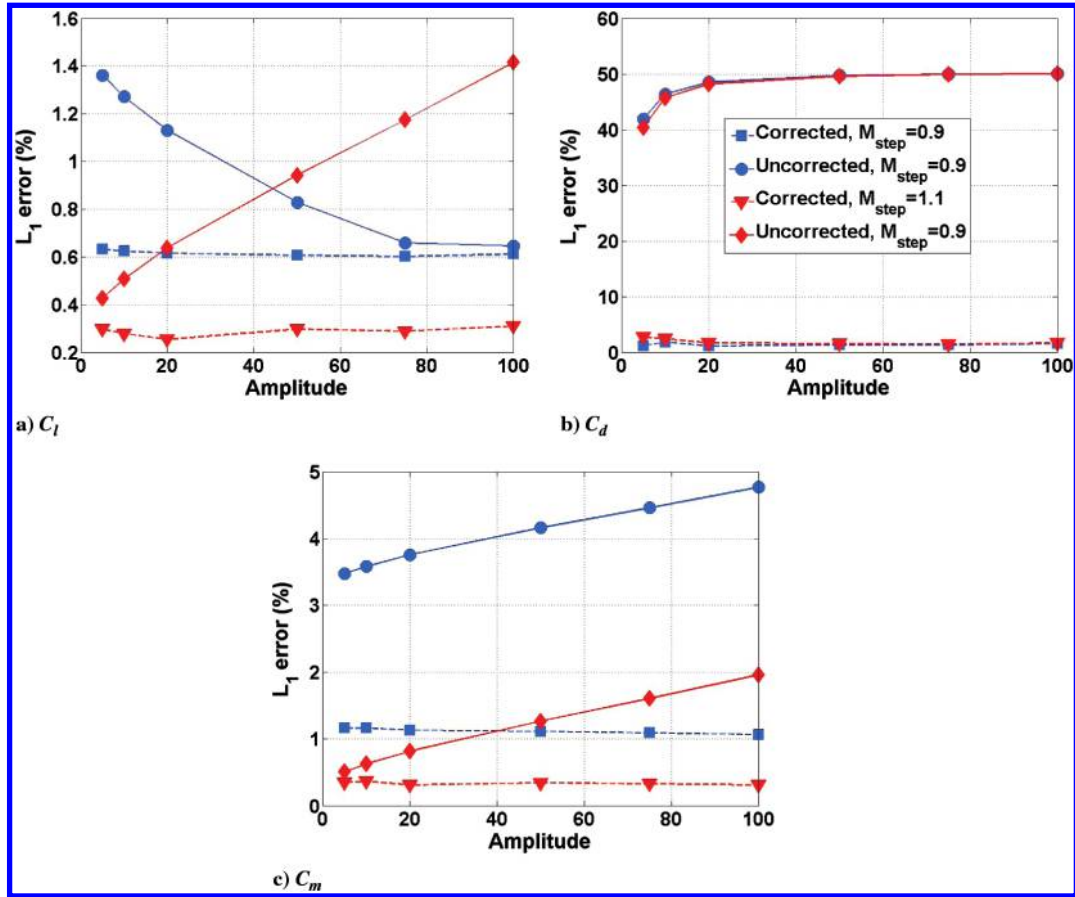 1.6
1.4
1.2
1
0.8
0.6
0.4
0.2
L1 error (%)
0 20 40 60 80 100
Amplitude
a) Cl
60
50
40
30
20
10
0
L1 error (%)
Corrected, Mstep=0.9
Uncorrected, Mstep=0.9
Corrected, Mstep=1.1
Uncorrected, Mstep=0.9
0 20 40 60 80 100
Amplitude
b) Cd
5
4
3
2
1
0
L1 error (%)
0 20 40 60 80 100
Amplitude
c) Cm